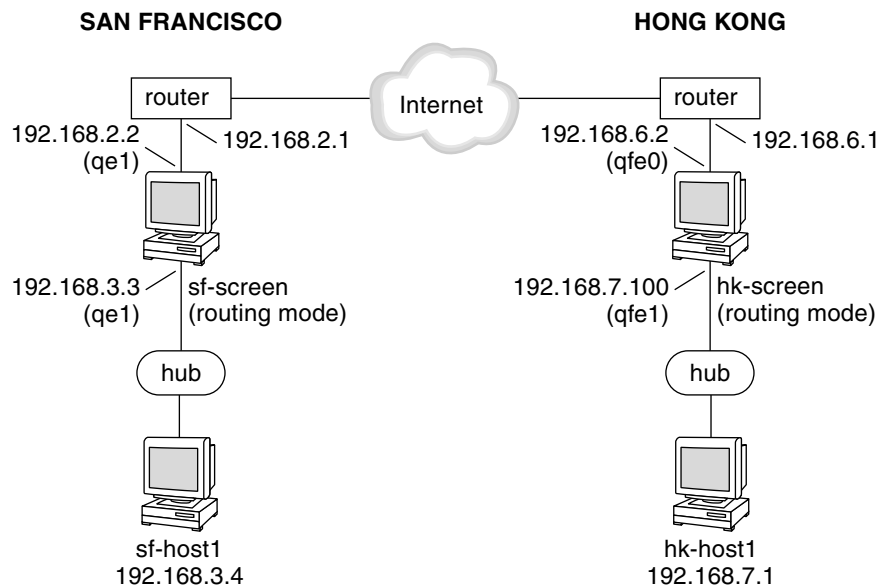 SAN FRANCISCO
HONG KONG
router
Internet
router
192.168.2.2
(qe1)
192.168.2.1
192.168.6.2
(qfe0)
192.168.6.1
192.168.3.3
(qe1)
sf-screen
(routing mode)
192.168.7.100
(qfe1)
hk-screen
(routing mode)
hub
hub
sf-host1
192.168.3.4
hk-host1
192.168.7.1